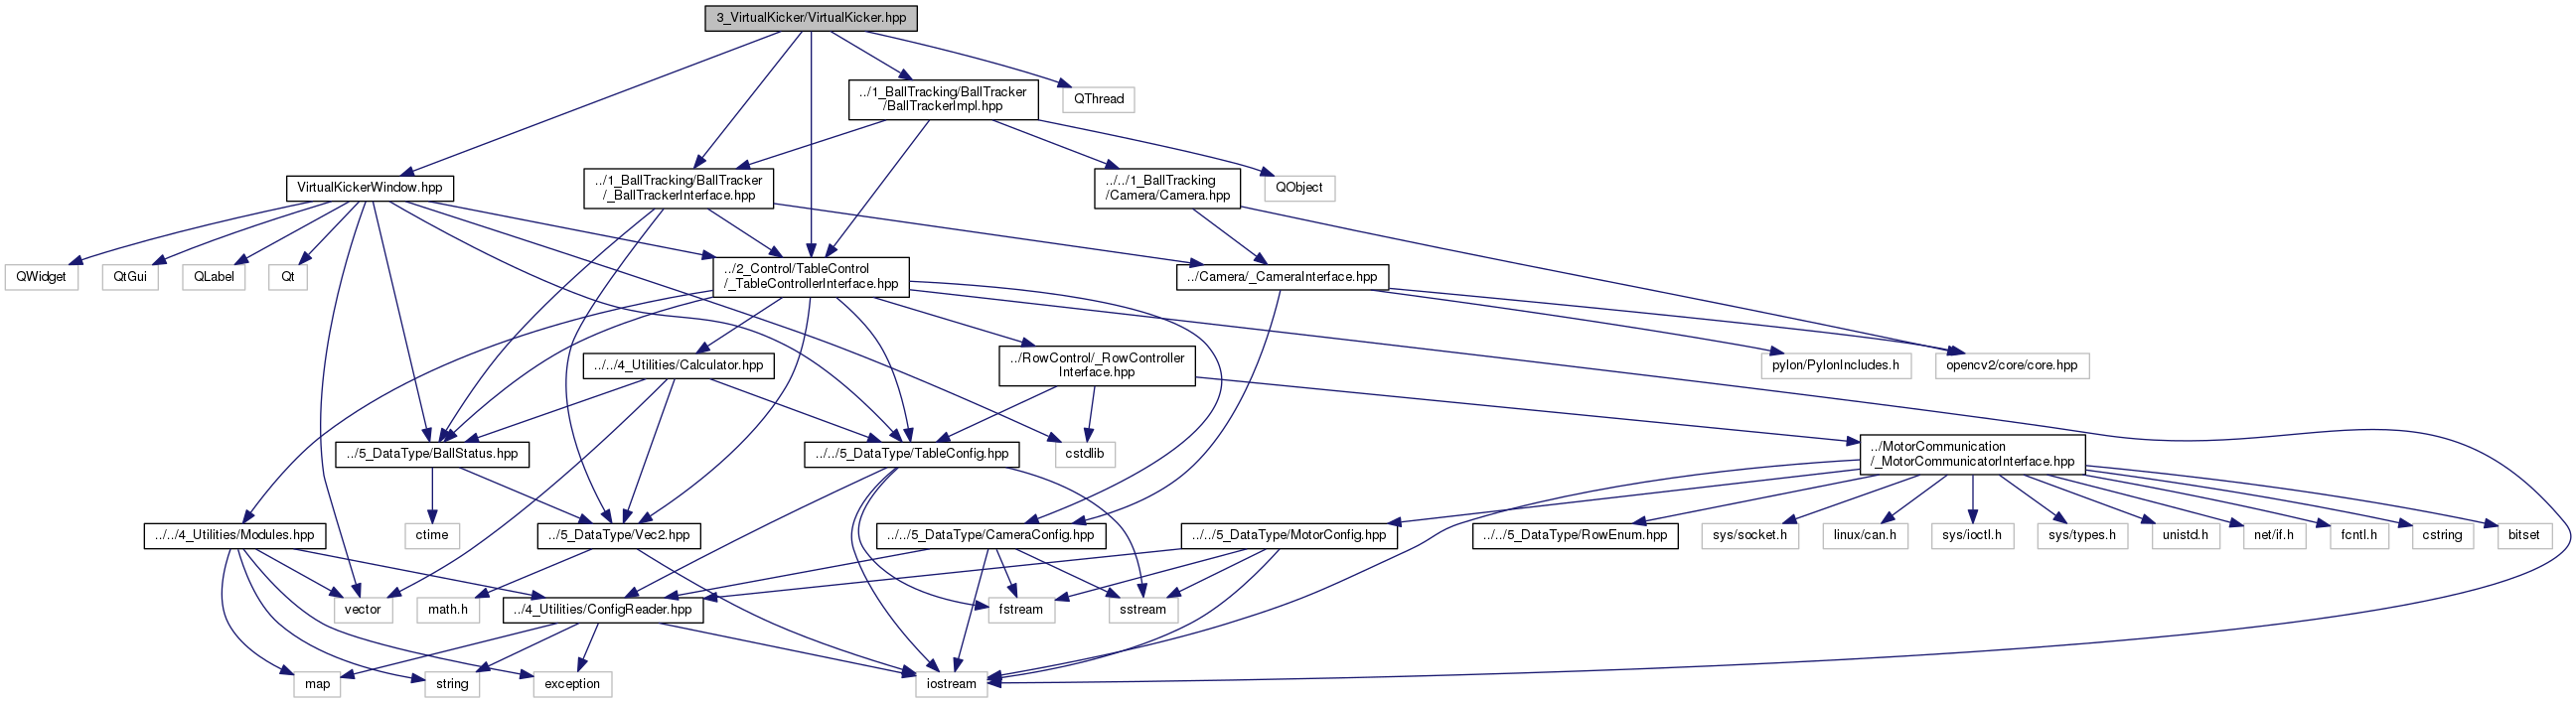 3_VirtualKicker/VirtualKicker.hpp
../1_BallTracking/BallTracker
/BallTrackerImpl.hpp
QThread
VirtualKickerWindow.hpp
../1_BallTracking/BallTracker
/_BallTrackerInterface.hpp
../../1_BallTracking
/Camera/Camera.hpp
QObject
QWidget
QtGui
QLabel
Qt
../2_Control/TableControl
/_TableControllerInterface.hpp
../Camera/_CameraInterface.hpp
../../4_Utilities/Calculator.hpp
../RowControl/_RowController
Interface.hpp
pylon/PylonIncludes.h
opencv2/core/core.hpp
../5_DataType/BallStatus.hpp
../../5_DataType/TableConfig.hpp
cstdlib
../MotorCommunication
/_MotorCommunicatorInterface.hpp
../../4_Utilities/Modules.hpp
ctime
../5_DataType/Vec2.hpp
../../5_DataType/CameraConfig.hpp
../../5_DataType/MotorConfig.hpp
../../5_DataType/RowEnum.hpp
sys/socket.h
linux/can.h
sys/ioctl.h
sys/types.h
unistd.h
net/if.h
fcntl.h
cstring
bitset
vector
math.h
../4_Utilities/ConfigReader.hpp
fstream
sstream
map
string
exception
iostream